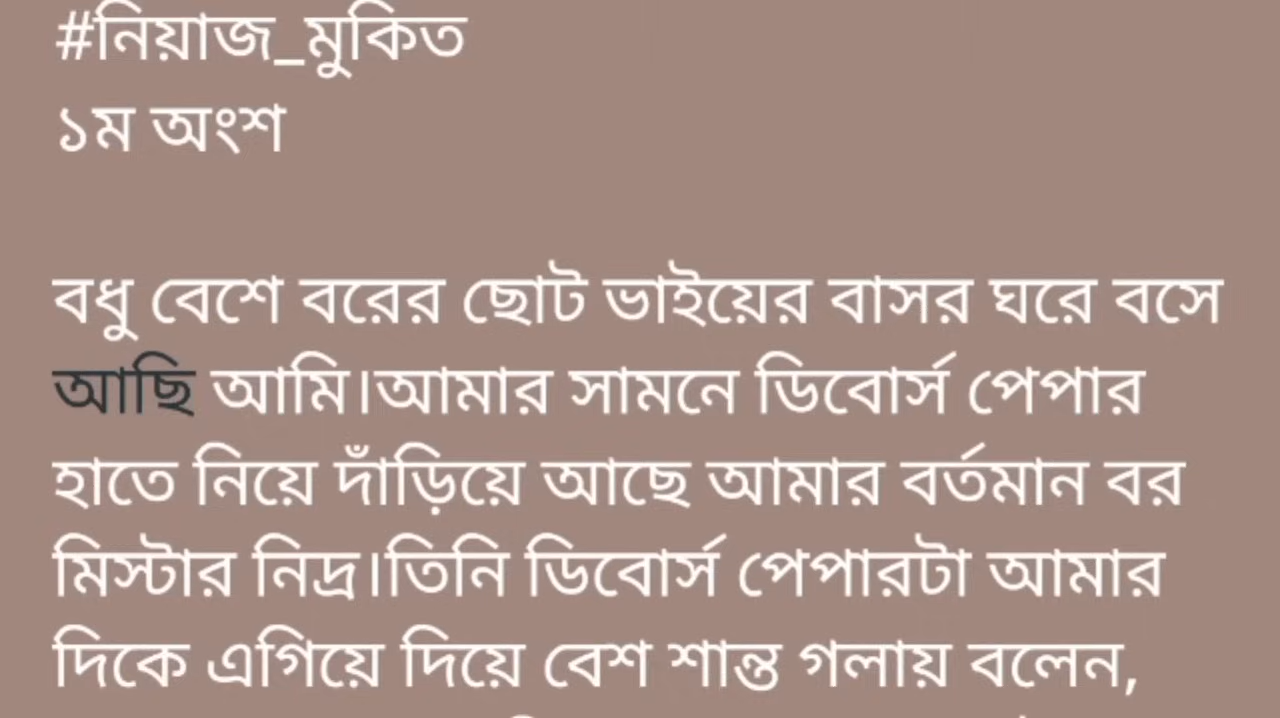 #নিয়াজ_মুকিত
১ম অংশ
বধু বেশে বরের ছোট ভাইয়ের বাসর ঘরে বসে
আছি আমি।আমার সামনে ডিবোর্স পেপার
হাতে নিয়ে দাঁড়িয়ে আছে আমার বর্তমান বর
মিস্টার নিদ্র।তিনি ডিবোর্স পেপারটা আমার
দিকে এগিয়ে দিয়ে বেশ শান্ত গলায় বলেন,